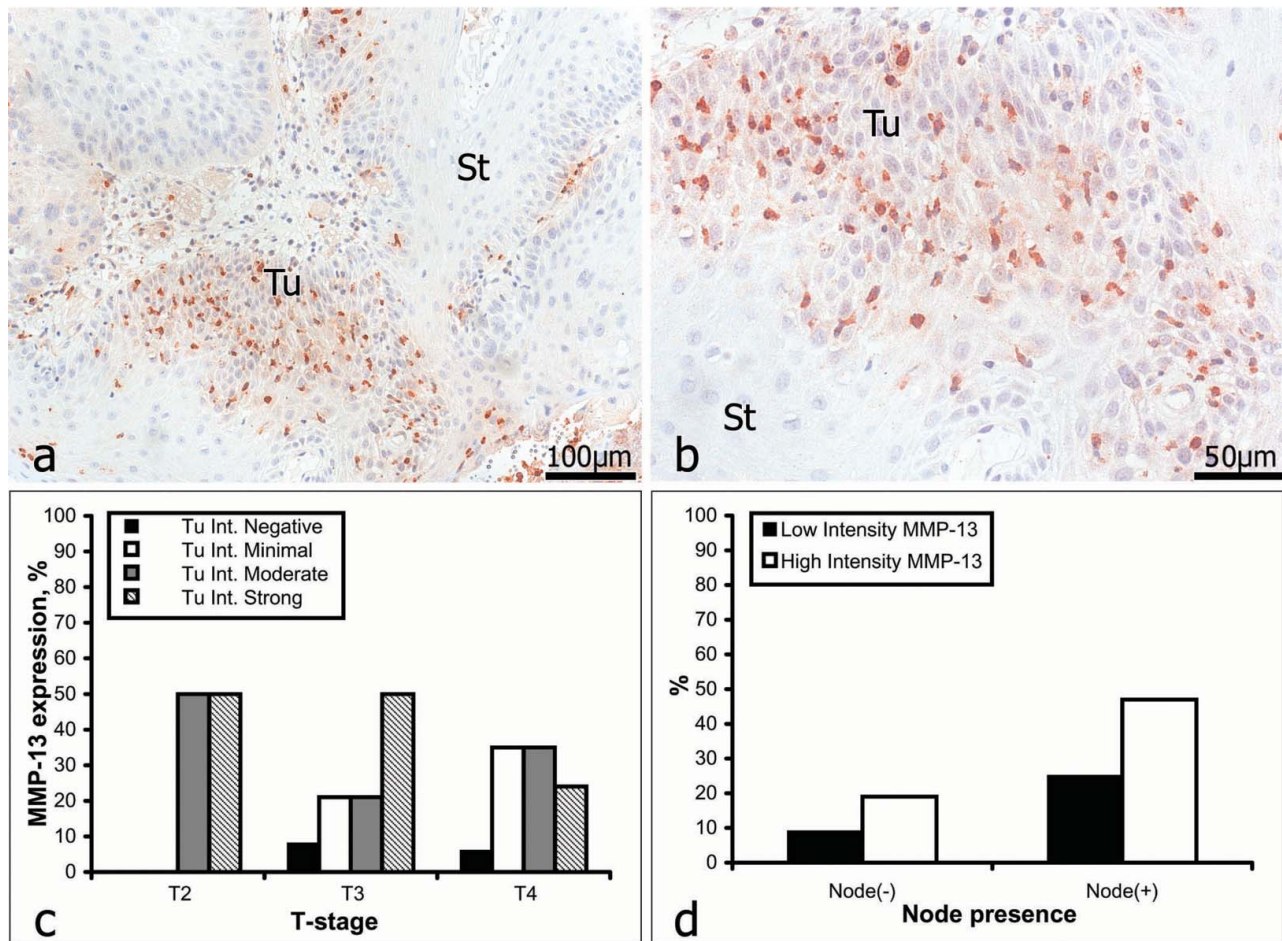 Tu
St
a
100µm
Tu
St
b
50µm
MMP-13 expression, %
100
90
80
70
60
50
40
30
20
10
0
Tu Int. Negative
Tu Int. Minimal
Tu Int. Moderate
Tu Int. Strong
T2
T3
T4
T-stage
c
%
100
90
80
70
60
50
40
30
20
10
0
Low Intensity MMP-13
High Intensity MMP-13
Node(-)
Node(+)
Node presence
d